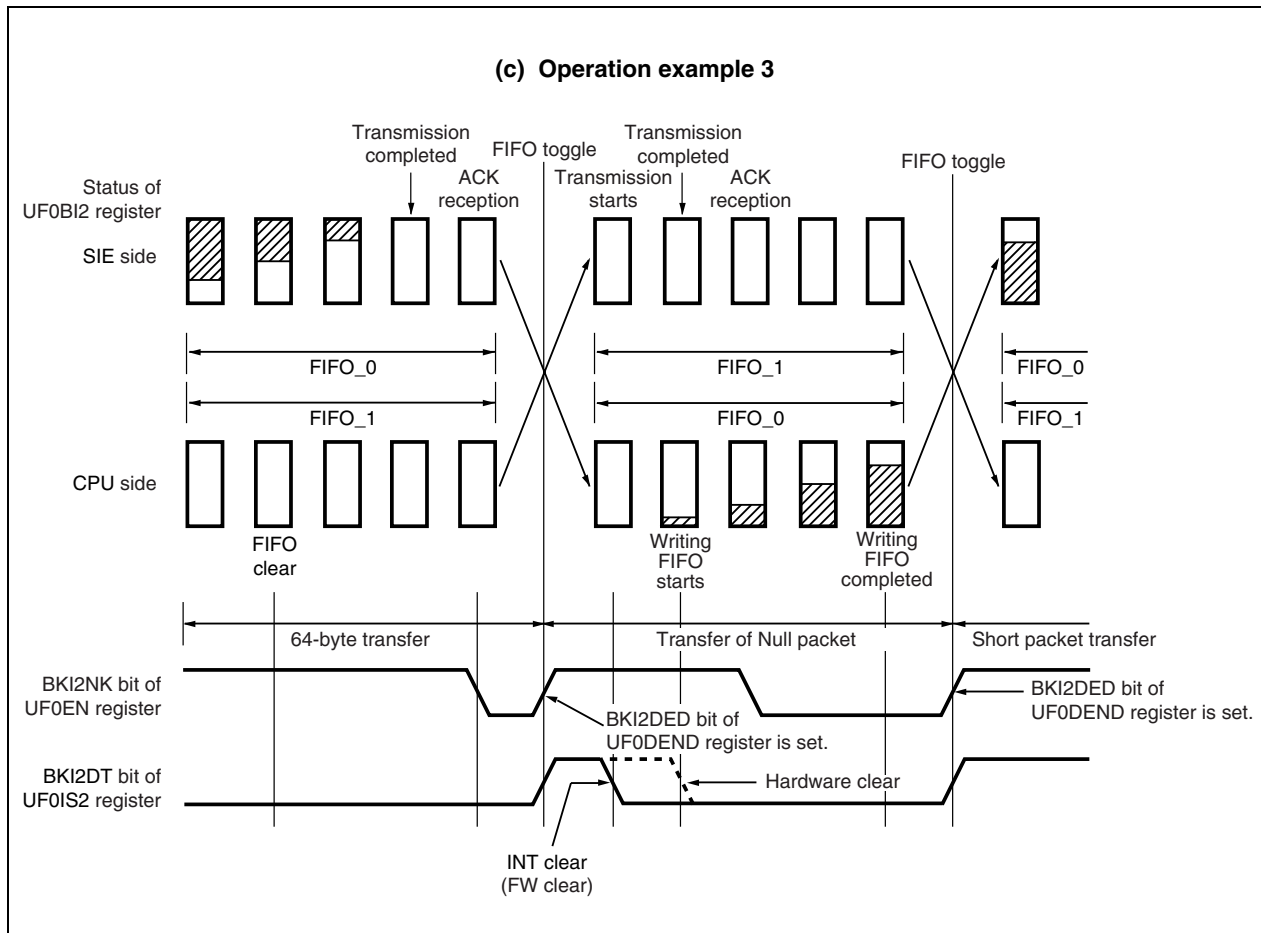 (c) Operation example 3
Transmission
completed
FIFO toggle
Transmission
completed
FIFO toggle
Status of
UF0BI2 register
ACK
reception
Transmission
starts
ACK
reception
SIE side
FIFO_0
FIFO_1
FIFO_0
FIFO_1
FIFO_0
FIFO_1
CPU side
FIFO
clear
Writing
FIFO
starts
Writing
FIFO
completed
64-byte transfer
Transfer of Null packet
Short packet transfer
BKI2NK bit of
UF0EN register
BKI2DED bit of
UF0DEND register is set.
BKI2DED bit of
UF0DEND register is set.
BKI2DT bit of
UF0IS2 register
Hardware clear
INT clear
(FW clear)